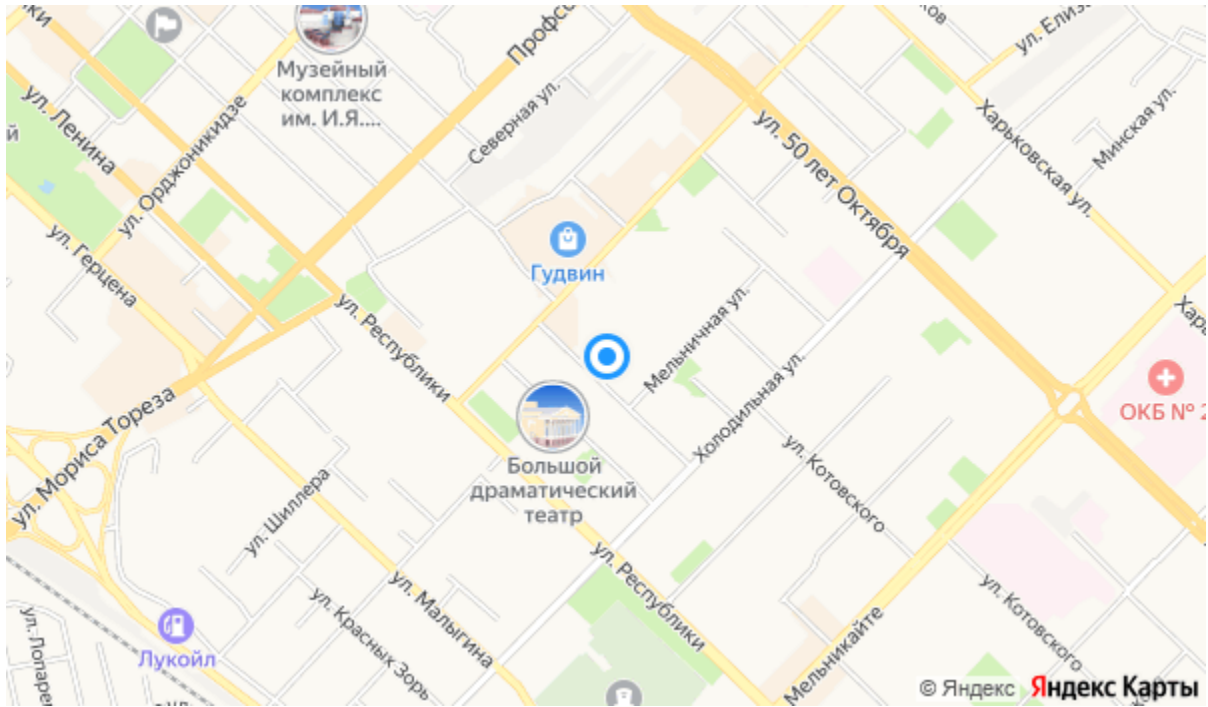 Музейный
комплекс
им. И.Я....
ул. Ленина
ул. Орджоникидзе
Северная ул.
ул. 50 лет Октября
Харьковская ул.
Минская ул.
ул. Герцена
Гудвин
ул. Республики
Мельничная ул.
Холодильная ул.
ОКБ № 2
ул. Мориса Тореза
Большой
драматический
театр
ул. Шиллера
ул. Котовского
ул. Республики
ул. Малыгина
ул. Красных Зорь
Лукойл
Мельникайте
ул. Котовского
© Яндекс Яндекс Карты